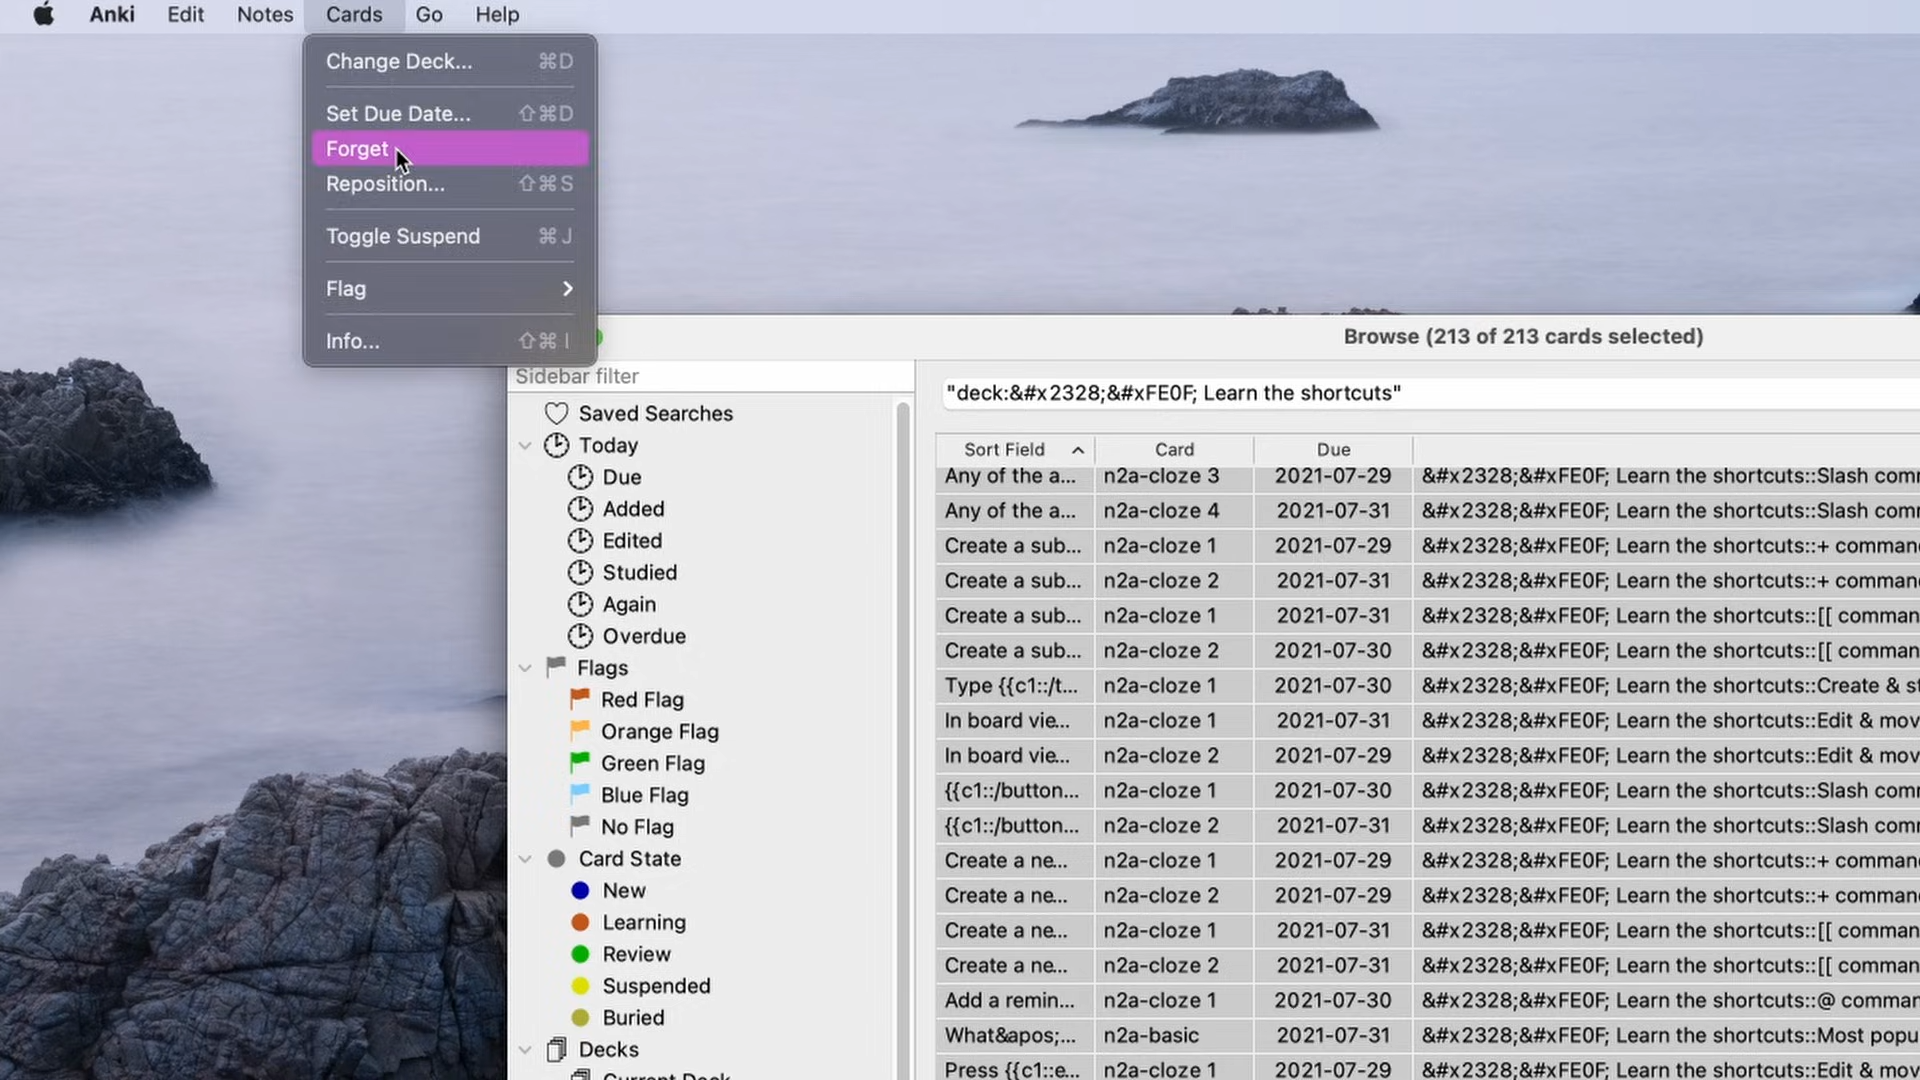 Anki Edit Notes Cards Go Help
Change Deck... ⌘D
Set Due Date... ⇧⌘D
Forget
Reposition... ⇧⌘S
Toggle Suspend ⌘J
Flag
Info... ⇧⌘I
Browse (213 of 213 cards selected)
Sidebar filter
Saved Searches
Today
Due
Added
Edited
Studied
Again
Overdue
Flags
Red Flag
Orange Flag
Green Flag
Blue Flag
No Flag
Card State
New
Learning
Review
Suspended
Buried
Decks
Current Deck
"deck:&#x2328;&#xFE0F; Learn the shortcuts"
Sort Field Card Due
Any of the a... n2a-cloze 3 2021-07-29 &#x2328;&#xFE0F; Learn the shortcuts::Slash comm
Any of the a... n2a-cloze 4 2021-07-31 &#x2328;&#xFE0F; Learn the shortcuts::Slash comm
Create a sub... n2a-cloze 1 2021-07-29 &#x2328;&#xFE0F; Learn the shortcuts::+ comman
Create a sub... n2a-cloze 2 2021-07-31 &#x2328;&#xFE0F; Learn the shortcuts::+ comman
Create a sub... n2a-cloze 1 2021-07-31 &#x2328;&#xFE0F; Learn the shortcuts::[[ comman
Create a sub... n2a-cloze 2 2021-07-30 &#x2328;&#xFE0F; Learn the shortcuts::[[ comman
Type {{c1::/t... n2a-cloze 1 2021-07-30 &#x2328;&#xFE0F; Learn the shortcuts::Create & st
In board vie... n2a-cloze 1 2021-07-31 &#x2328;&#xFE0F; Learn the shortcuts::Edit & mov
In board vie... n2a-cloze 2 2021-07-29 &#x2328;&#xFE0F; Learn the shortcuts::Edit & mov
{{c1::/button... n2a-cloze 1 2021-07-30 &#x2328;&#xFE0F; Learn the shortcuts::Slash comm
{{c1::/button... n2a-cloze 2 2021-07-31 &#x2328;&#xFE0F; Learn the shortcuts::Slash comm
Create a ne... n2a-cloze 1 2021-07-29 &#x2328;&#xFE0F; Learn the shortcuts::+ comman
Create a ne... n2a-cloze 2 2021-07-29 &#x2328;&#xFE0F; Learn the shortcuts::+ comman
Create a ne... n2a-cloze 1 2021-07-31 &#x2328;&#xFE0F; Learn the shortcuts::[[ comman
Create a ne... n2a-cloze 2 2021-07-31 &#x2328;&#xFE0F; Learn the shortcuts::[[ comman
Add a remin... n2a-cloze 1 2021-07-30 &#x2328;&#xFE0F; Learn the shortcuts::@ comman
What&apos;... n2a-basic 2021-07-31 &#x2328;&#xFE0F; Learn the shortcuts::Most popu
Press {{c1::e... n2a-cloze 1 2021-07-29 &#x2328;&#xFE0F; Learn the shortcuts::Edit & mov